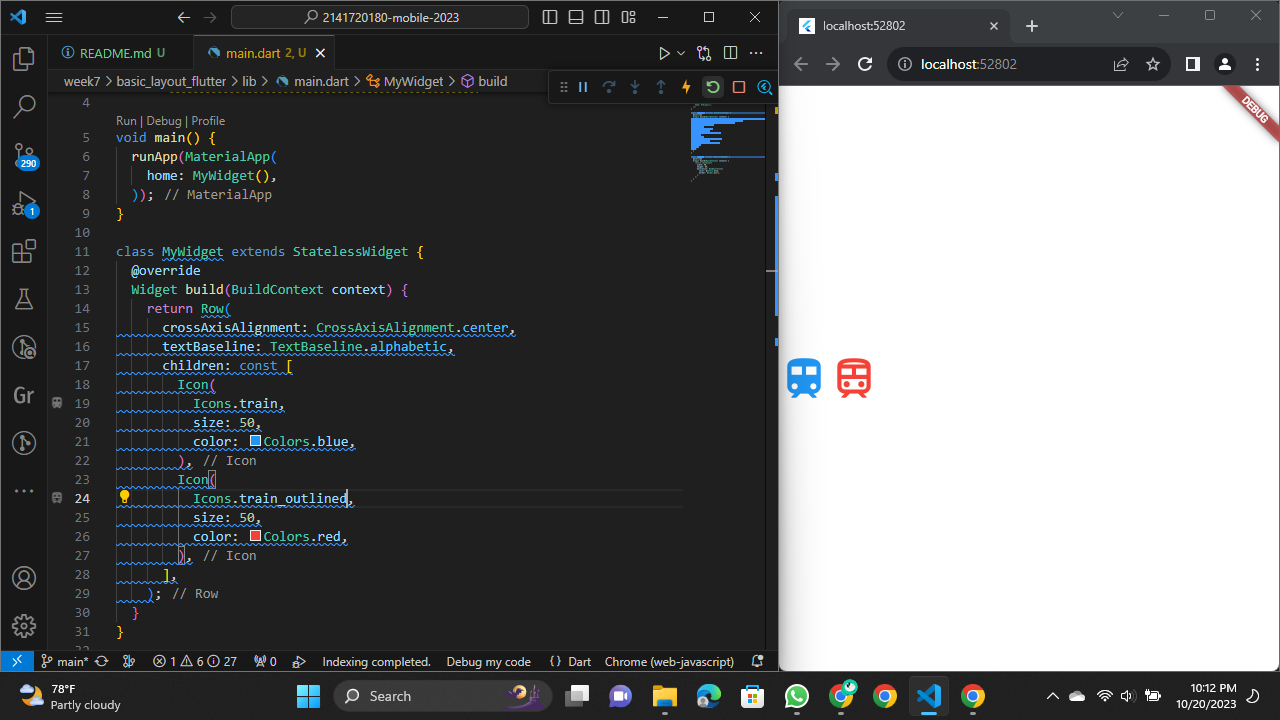 2141720180-mobile-2023
README.md U
main.dart 2, U
week7 > basic_layout_flutter > lib > main.dart > MyWidget > build
4
Run | Debug | Profile
5 void main() {
6 runApp(MaterialApp(
7 home: MyWidget(),
8 )); // MaterialApp
9 }
10
11 class MyWidget extends StatelessWidget {
12 @override
13 Widget build(BuildContext context) {
14 return Row(
15 crossAxisAlignment: CrossAxisAlignment.center,
16 textBaseline: TextBaseline.alphabetic,
17 children: const [
18 Icon(
19 Icons.train,
20 size: 50,
21 color: Colors.blue,
22 ), // Icon
23 Icon(
24 Icons.train_outlined,
25 size: 50,
26 color: Colors.red,
27 ), // Icon
28 ],
29 ); // Row
30 }
31 }
290
1
Gr
main* 1 6 27 0 Indexing completed. Debug my code { } Dart Chrome (web-javascript)
localhost:52802
localhost:52802
DEBUG
78°F
Partly cloudy
Search
10:12 PM
10/20/2023